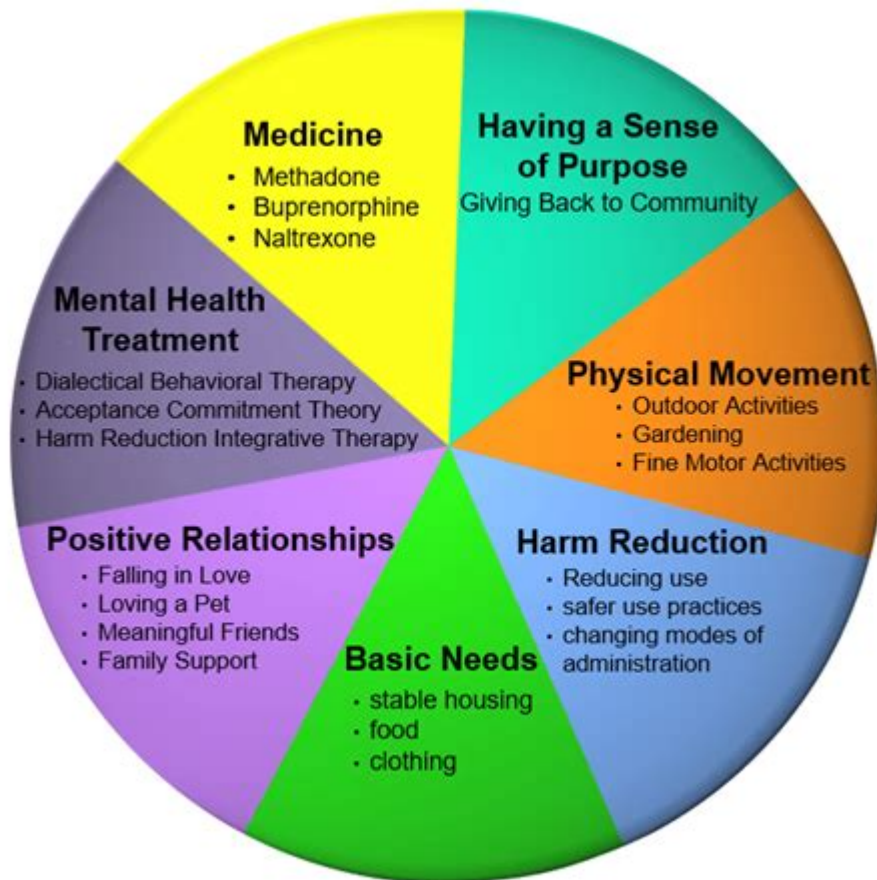 Medicine
• Methadone
• Buprenorphine
• Naltrexone
Having a Sense
of Purpose
Giving Back to Community
Physical Movement
• Outdoor Activities
• Gardening
• Fine Motor Activities
Harm Reduction
• Reducing use
• safer use practices
• changing modes of
administration
Basic Needs
• stable housing
• food
• clothing
Positive Relationships
• Falling in Love
• Loving a Pet
• Meaningful Friends
• Family Support
Mental Health
Treatment
• Dialectical Behavioral Therapy
• Acceptance Commitment Theory
• Harm Reduction Integrative Therapy